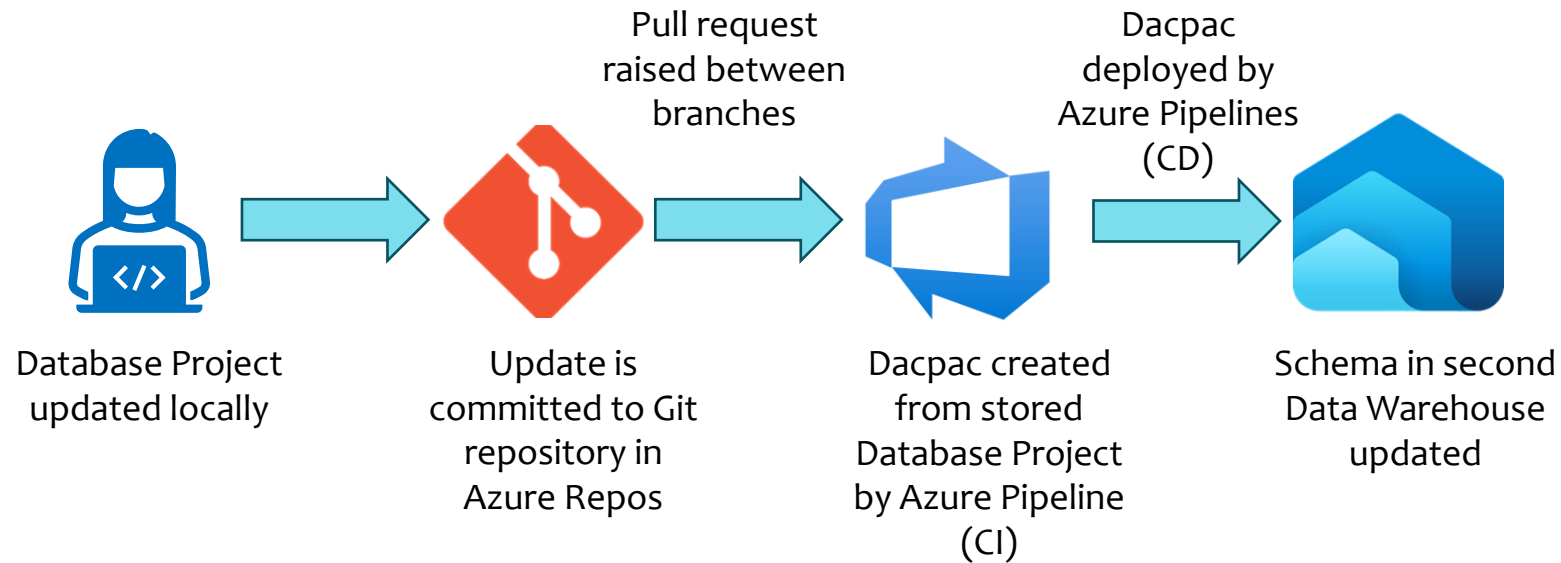 Pull request
raised between
branches
Dacpac
deployed by
Azure Pipelines
(CD)
</>
Database Project
updated locally
Update is
committed to Git
repository in
Azure Repos
Dacpac created
from stored
Database Project
by Azure Pipeline
(CI)
Schema in second
Data Warehouse
updated